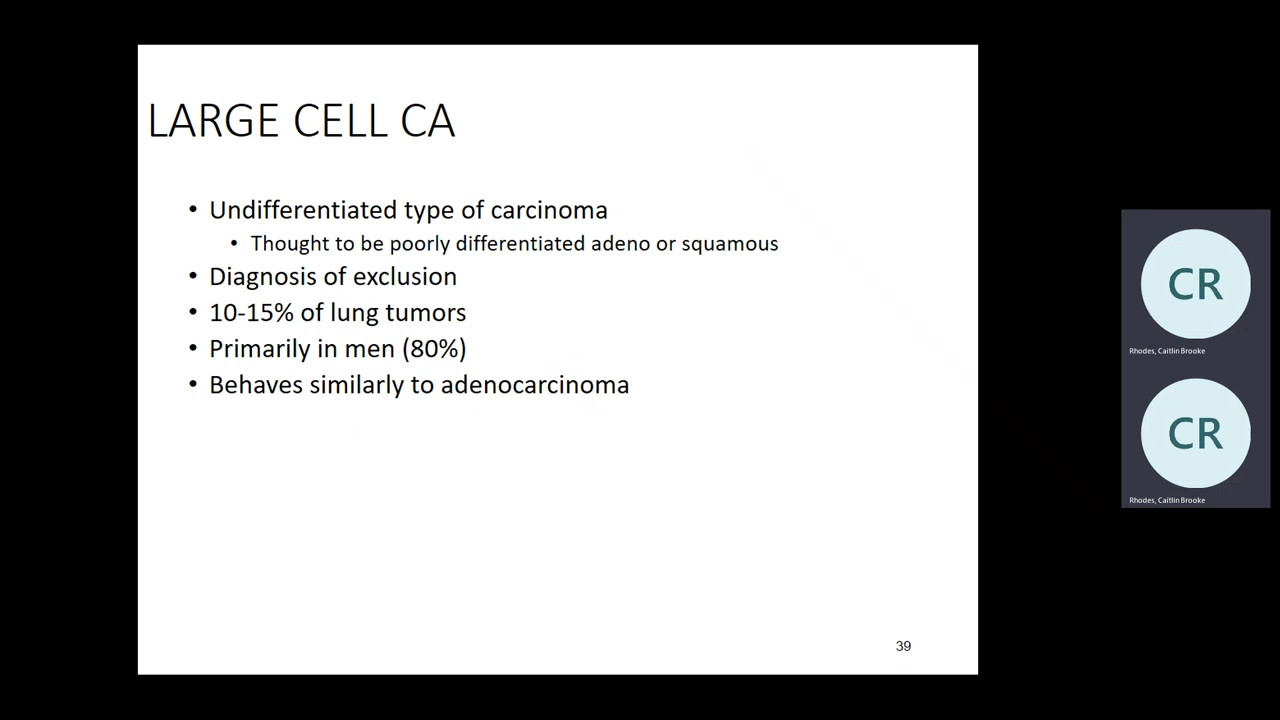 LARGE CELL CA
• Undifferentiated type of carcinoma
• Thought to be poorly differentiated adeno or squamous
• Diagnosis of exclusion
• 10-15% of lung tumors
• Primarily in men (80%)
• Behaves similarly to adenocarcinoma
39
CR
Rhodes, Caitlin Brooke
CR
Rhodes, Caitlin Brooke